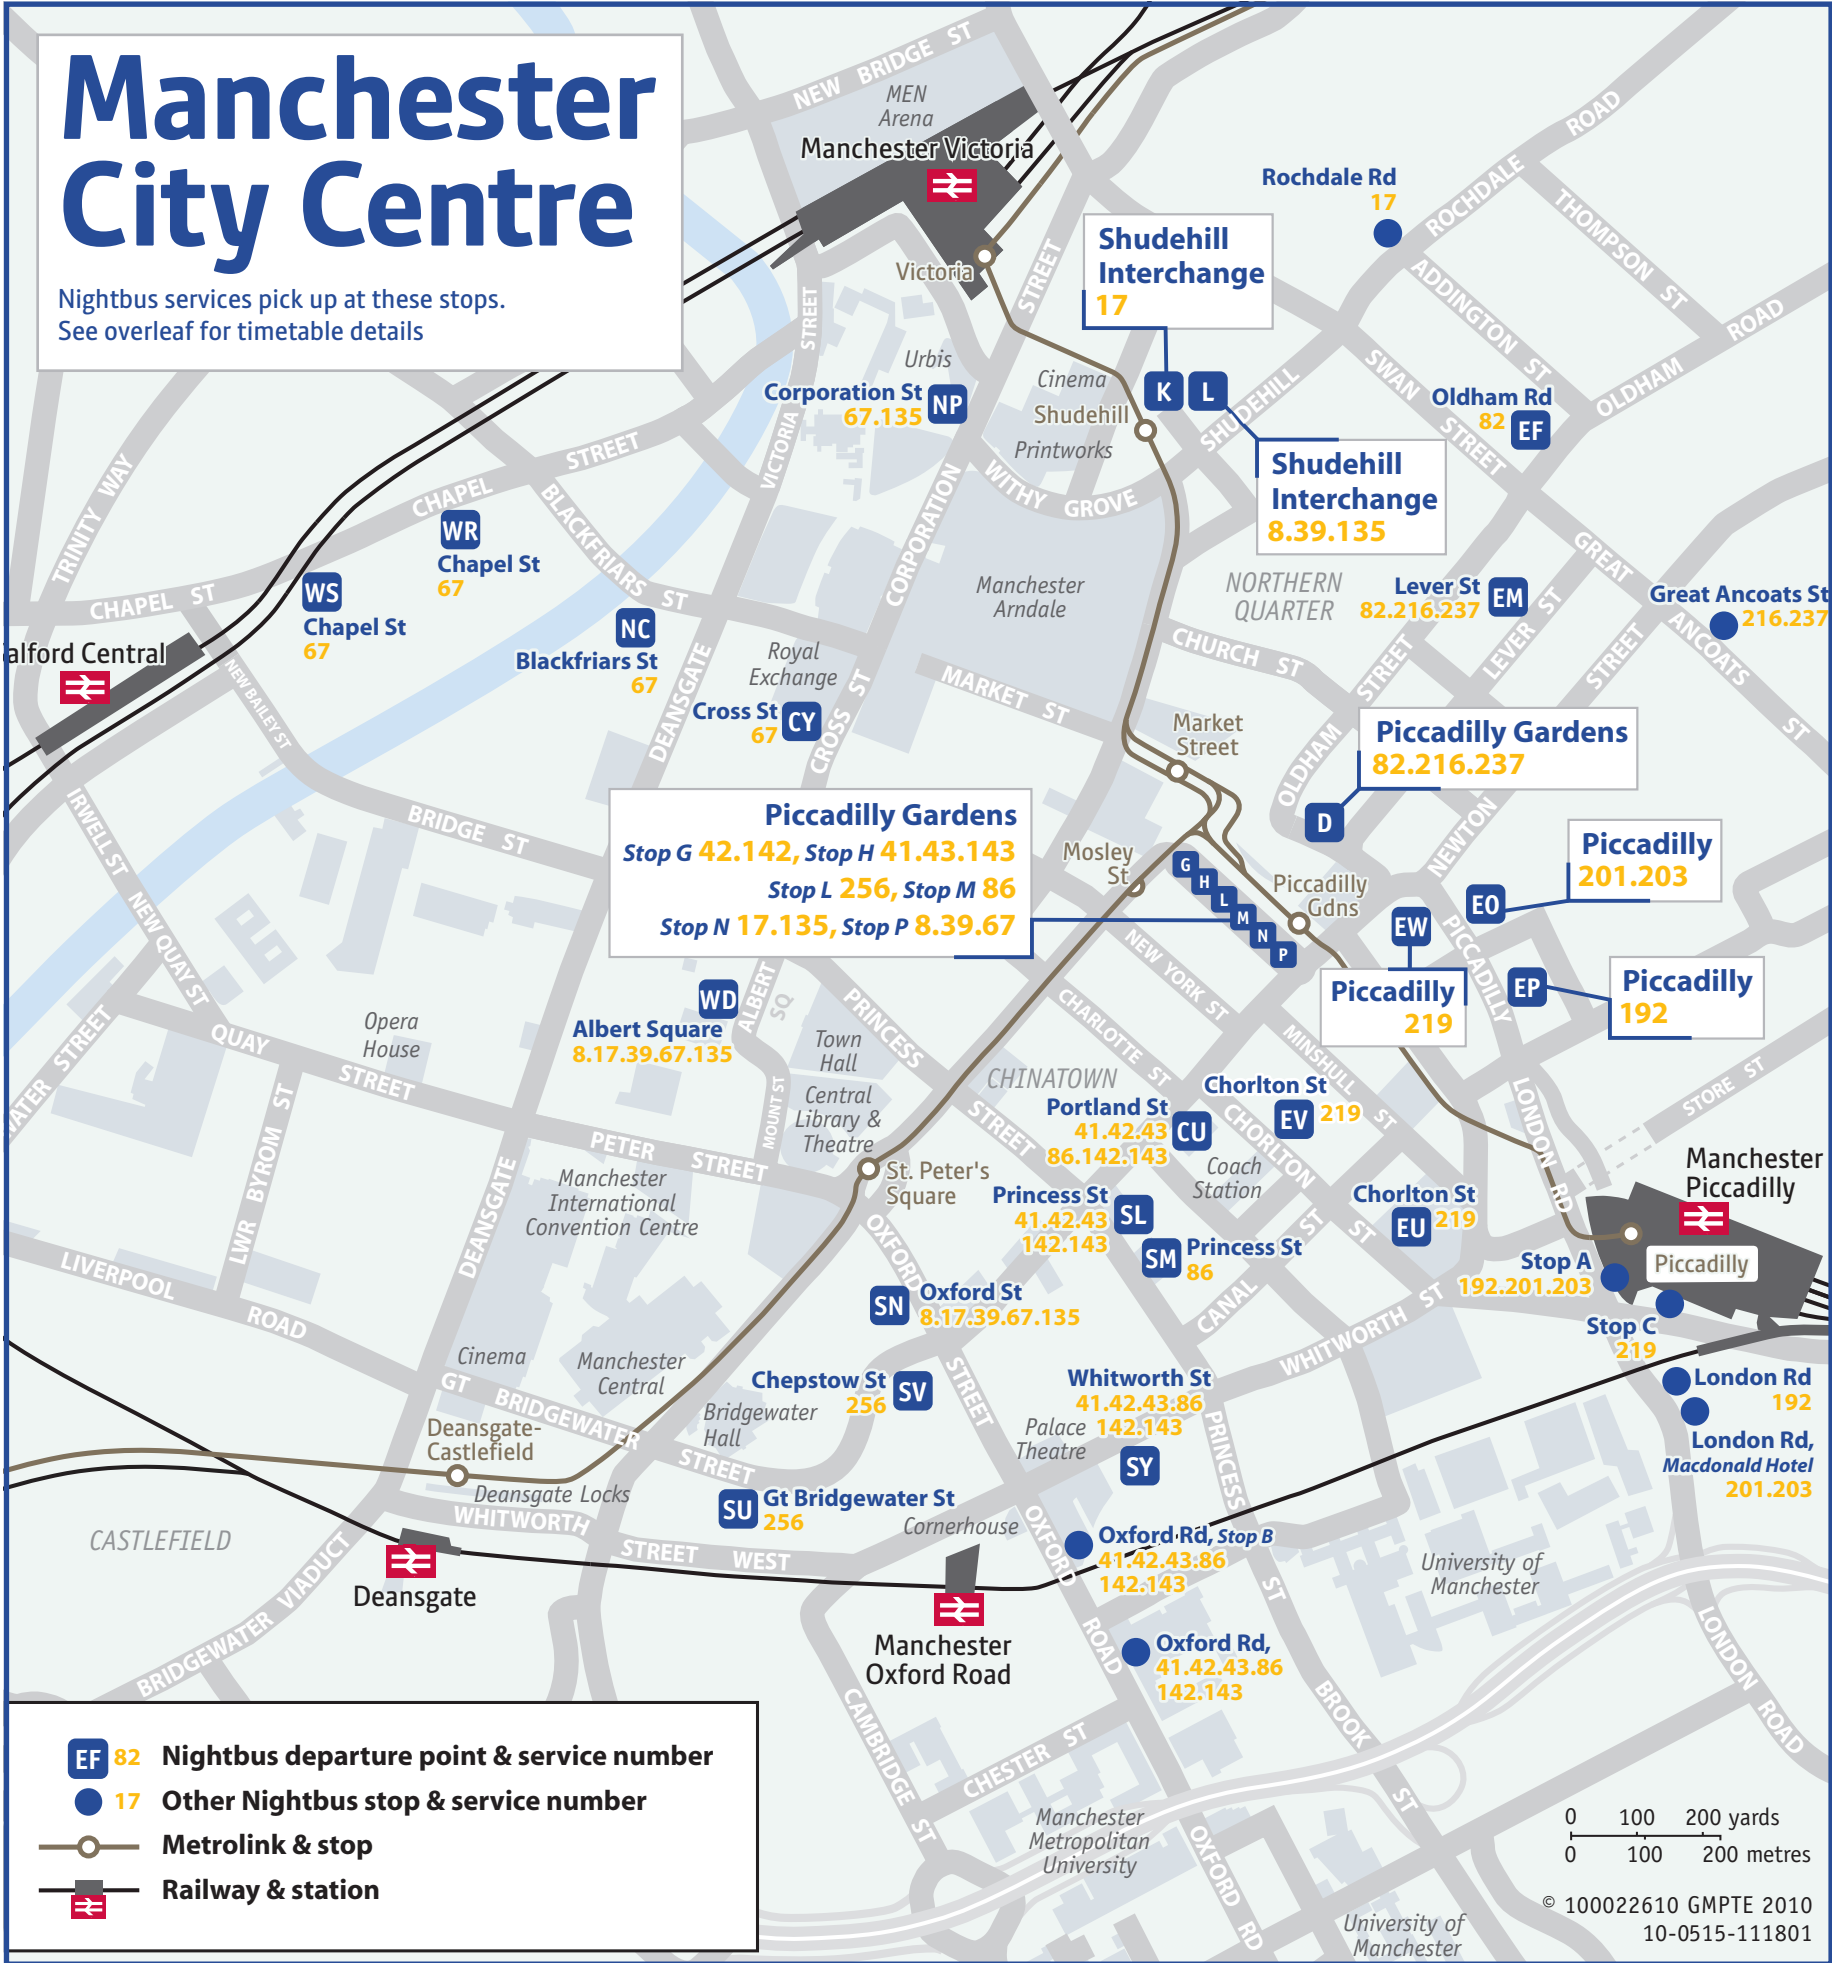 Manchester
City Centre
Nightbus services pick up at these stops.
See overleaf for timetable details
NEW BRIDGE ST
MEN
Arena
Manchester Victoria
Victoria
STREET
Shudehill
Interchange
17
Rochdale Rd
17
ROCHDALE ROAD
THOMPSON ST
ADDINGTON ST
OLDHAM ROAD
SWAN STREET
Oldham Rd
82 EF
Urbis
Corporation St
67.135
NP
Cinema
Shudehill
Printworks
K L
SHUDEHILL
Shudehill
Interchange
8.39.135
VICTORIA STREET
WITHY GROVE
CORPORATION
TRINITY WAY
CHAPEL STREET
BLACKFRIARS ST
WR
Chapel St
67
WS
Chapel St
67
CHAPEL ST
NC
Blackfriars St
67
alford Central
NEW BAILEY ST
Manchester
Arndale
NORTHERN
QUARTER
Lever St
82.216.237
EM
GREAT ANCOATS ST
Great Ancoats St
216.237
LEVER ST
Royal
Exchange
Cross St
67
CY
CROSS ST
DEANSGATE
MARKET ST
CHURCH ST
OLDHAM STREET
NEWTON STREET
Market
Street
Piccadilly Gardens
82.216.237
D
Piccadilly Gardens
Stop G 42.142, Stop H 41.43.143
Stop L 256, Stop M 86
Stop N 17.135, Stop P 8.39.67
Mosley
St
G
H
L
M
N
P
Piccadilly
Gdns
Piccadilly
201.203
EO
EW
Piccadilly
219
EP
Piccadilly
192
PICCADILLY
IRWELL ST
BRIDGE ST
NEW QUAY ST
WATER STREET
QUAY STREET
Opera
House
WD
Albert Square
8.17.39.67.135
ALBERT
SQ
PRINCESS
STREET
Town
Hall
Central
Library &
Theatre
MOUNT ST
NEW YORK ST
CHARLOTTE ST
MINSHULL ST
CHINATOWN
Chorlton St
EV 219
Portland St
41.42.43
86.142.143
CU
CHORLTON ST
Coach
Station
LONDON RD
STORE ST
Manchester
Piccadilly
Piccadilly
LWR BYROM ST
PETER STREET
DEANSGATE
Manchester
International
Convention Centre
St. Peter's
Square
Princess St
41.42.43
142.143
SL
SM Princess St
86
Chorlton St
EU 219
Stop A
192.201.203
Stop C
219
CANAL ST
WHITWORTH ST
OXFORD STREET
SN Oxford St
8.17.39.67.135
LIVERPOOL ROAD
Cinema
Manchester
Central
GT BRIDGEWATER STREET
Chepstow St
256
SV
Bridgewater
Hall
Whitworth St
41.42.43.86
142.143
SY
Palace
Theatre
PRINCESS ST
London Rd
192
London Rd,
Macdonald Hotel
201.203
Deansgate-
Castlefield
Deansgate Locks
SU Gt Bridgewater St
256
WHITWORTH STREET WEST
Cornerhouse
CASTLEFIELD
Deansgate
BRIDGEWATER VIADUCT
Manchester
Oxford Road
OXFORD ROAD
Oxford Rd, Stop B
41.42.43.86
142.143
Oxford Rd,
41.42.43.86
142.143
University of
Manchester
LONDON ROAD
BROOK ST
CAMBRIDGE ST
CHESTER ST
Manchester
Metropolitan
University
OXFORD RD
University of
Manchester
EF 82 Nightbus departure point & service number
17 Other Nightbus stop & service number
Metrolink & stop
Railway & station
0 100 200 yards
0 100 200 metres
© 100022610 GMPTE 2010
10-0515-111801